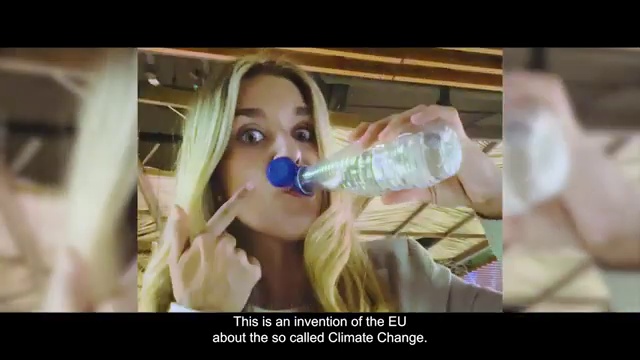 This is an invention of the EU
about the so called Climate Change.